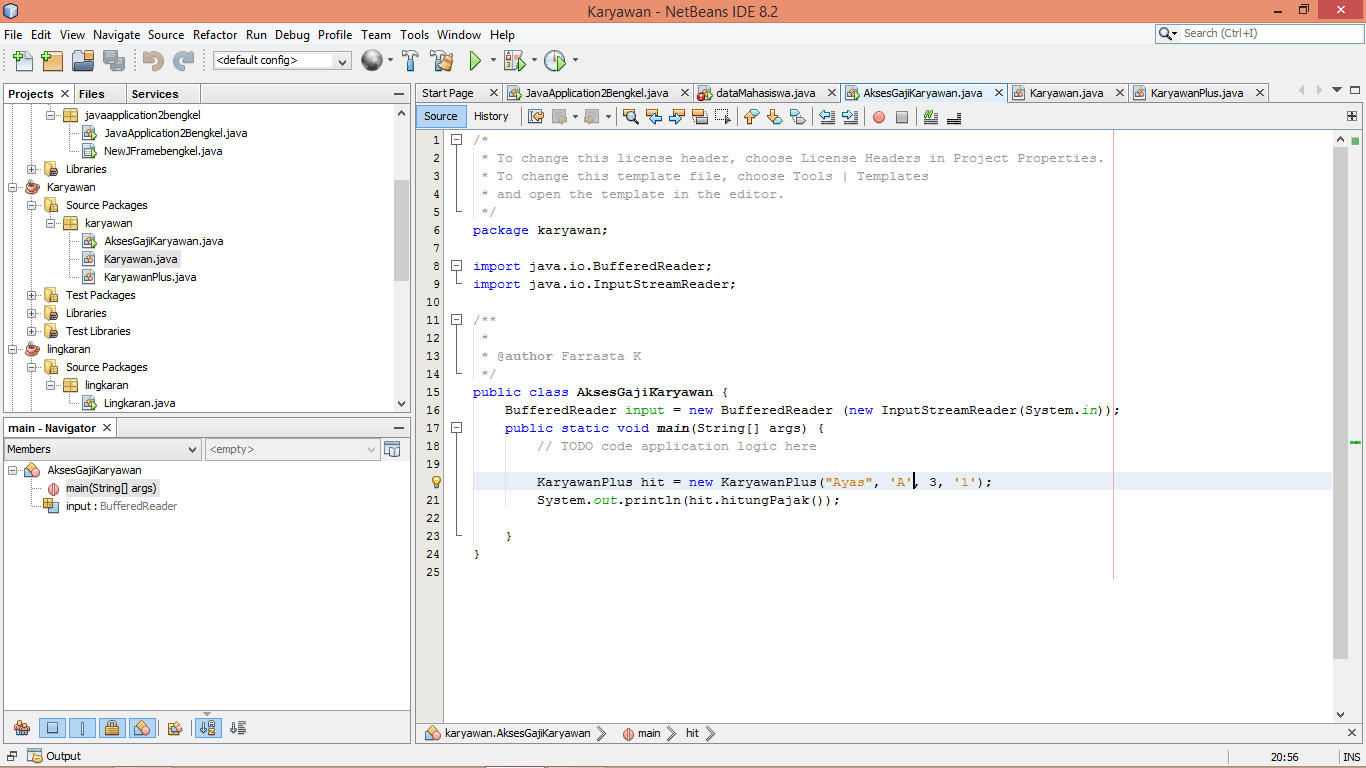 Karyawan - NetBeans IDE 8.2
File Edit View Navigate Source Refactor Run Debug Profile Team Tools Window Help
Search (Ctrl+I)
<default config>
Projects Files Services
javaapplication2bengkel
JavaApplication2Bengkel.java
NewJFramebengkel.java
Libraries
Karyawan
Source Packages
karyawan
AksesGajiKaryawan.java
Karyawan.java
KaryawanPlus.java
Test Packages
Libraries
Test Libraries
lingkaran
Source Packages
lingkaran
Lingkaran.java
main - Navigator
Members <empty>
AksesGajiKaryawan
main(String[] args)
input : BufferedReader
Start Page JavaApplication2Bengkel.java dataMahasiswa.java AksesGajiKaryawan.java Karyawan.java KaryawanPlus.java
Source History
1 /*
2 * To change this license header, choose License Headers in Project Properties.
3 * To change this template file, choose Tools | Templates
4 * and open the template in the editor.
5 */
6 package karyawan;
7
8 import java.io.BufferedReader;
9 import java.io.InputStreamReader;
10
11 /**
12 *
13 * @author Farrasta K
14 */
15 public class AksesGajiKaryawan {
16 BufferedReader input = new BufferedReader (new InputStreamReader(System.in));
17 public static void main(String[] args) {
18 // TODO code application logic here
19
KaryawanPlus hit = new KaryawanPlus("Ayas", 'A', 3, '1');
21 System.out.println(hit.hitungPajak());
22
23 }
24 }
25
karyawan.AksesGajiKaryawan main hit
Output
20:56 INS